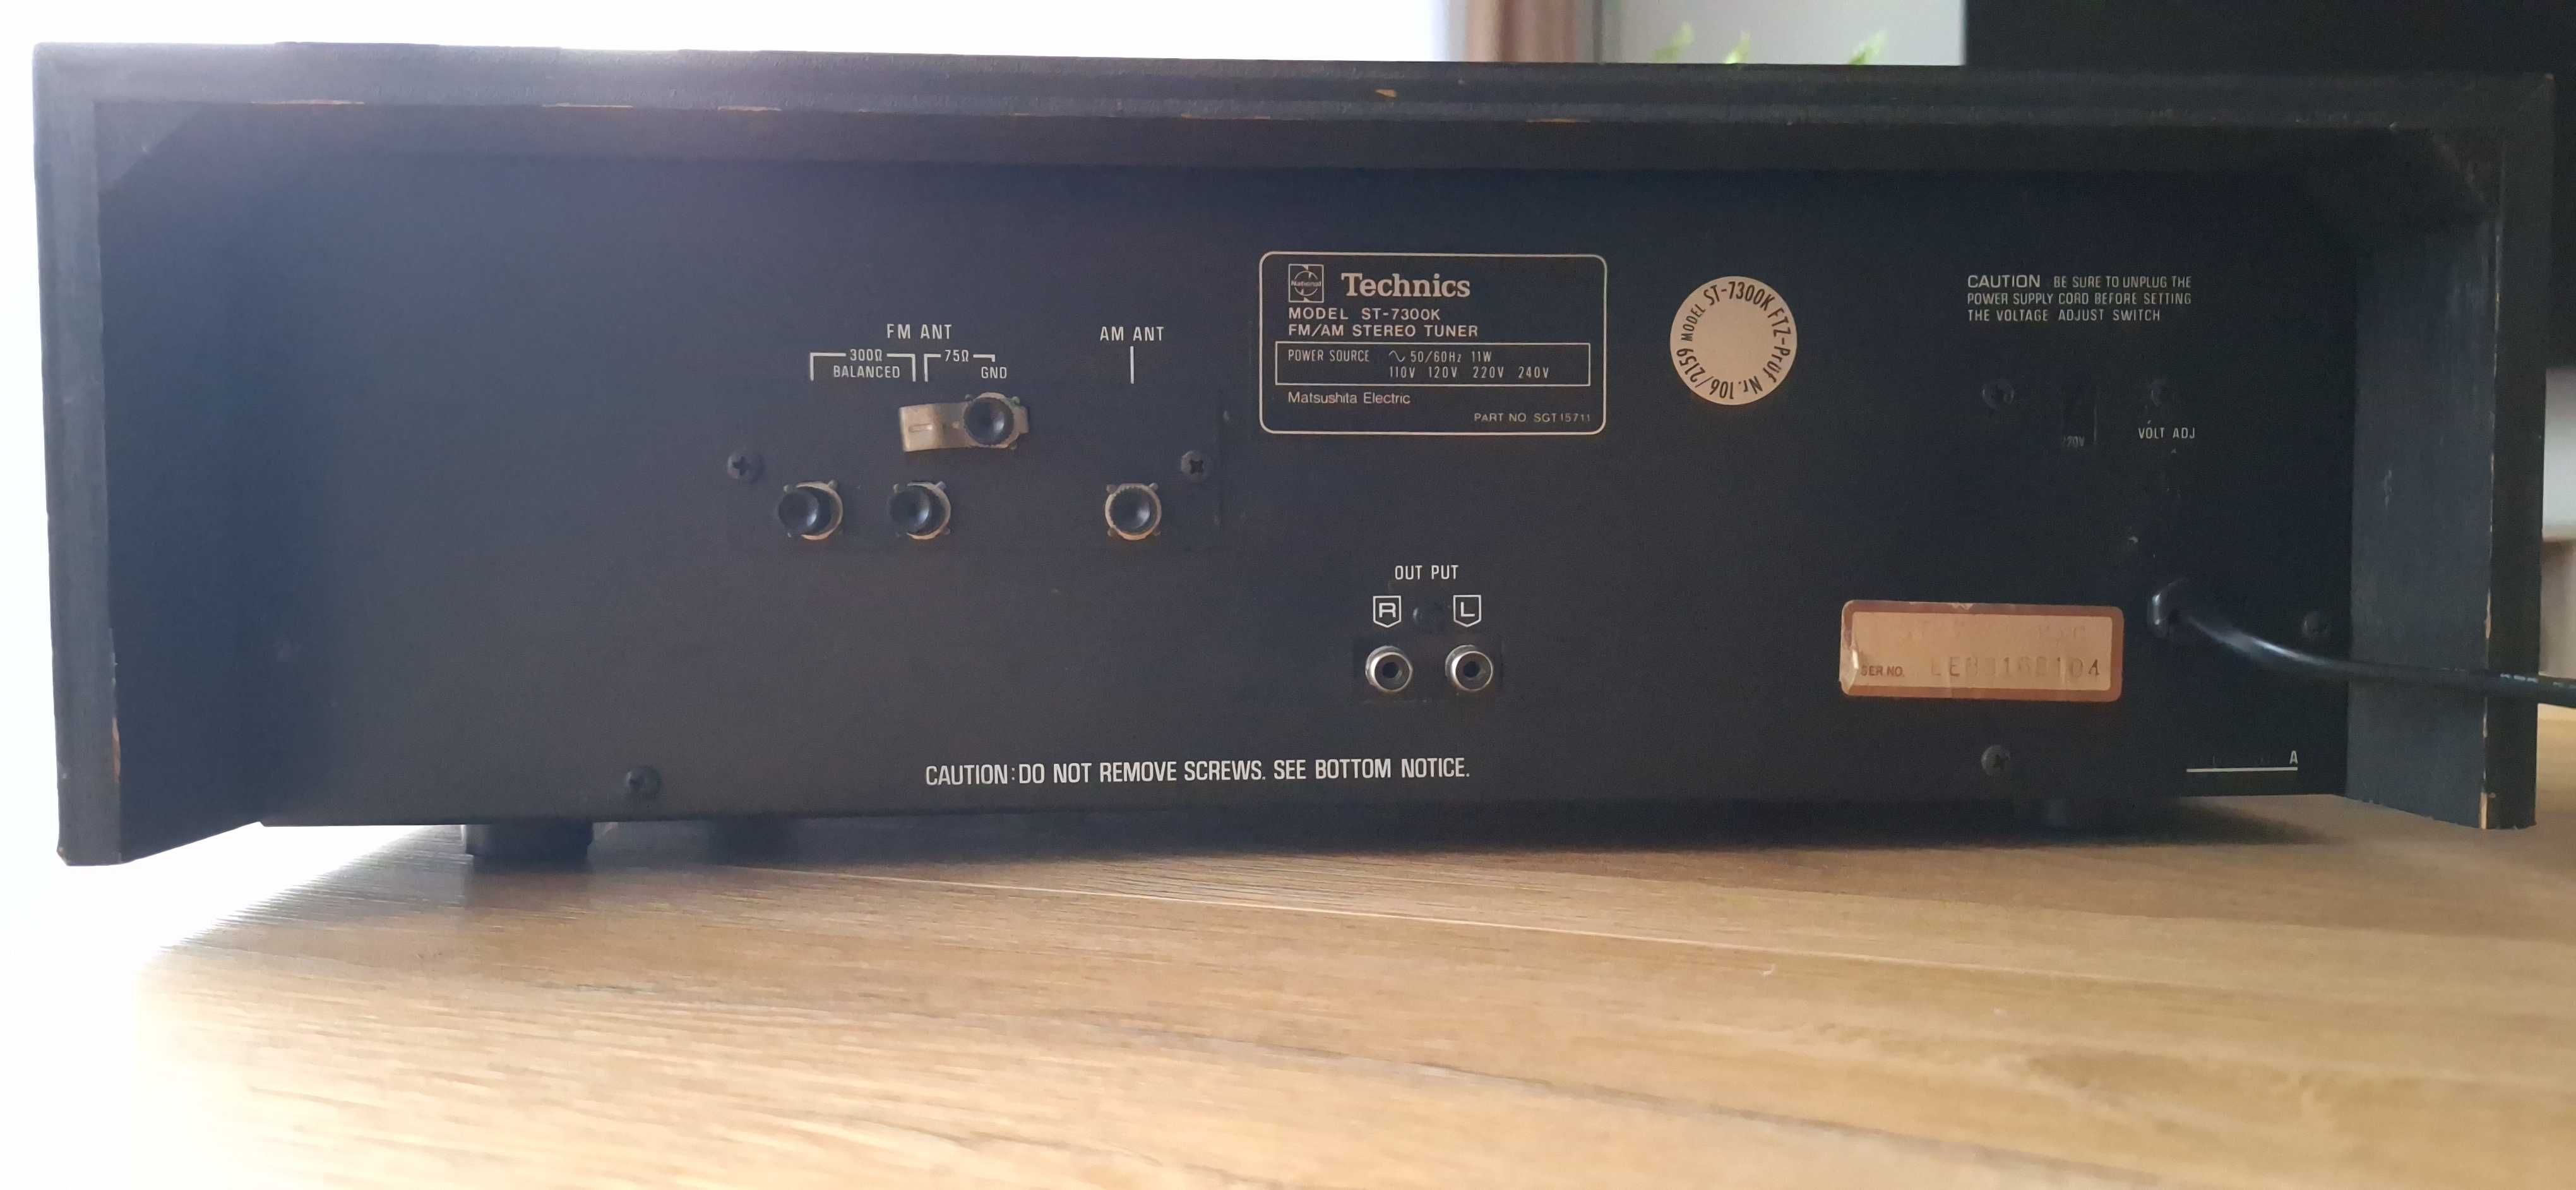 FM ANT
300Ω 75Ω
BALANCED GND
AM ANT
National
Technics
MODEL ST-7300K
FM/AM STEREO TUNER
POWER SOURCE 50/60Hz 11W
110V 120V 220V 240V
Matsushita Electric
PART NO SGT15711
MODEL ST-7300K FTZ-Prüf Nr. 106/2159
CAUTION BE SURE TO UNPLUG THE
POWER SUPPLY CORD BEFORE SETTING
THE VOLTAGE ADJUST SWITCH
VOLT ADJ
OUT PUT
R L
SER NO.
A
CAUTION: DO NOT REMOVE SCREWS. SEE BOTTOM NOTICE.